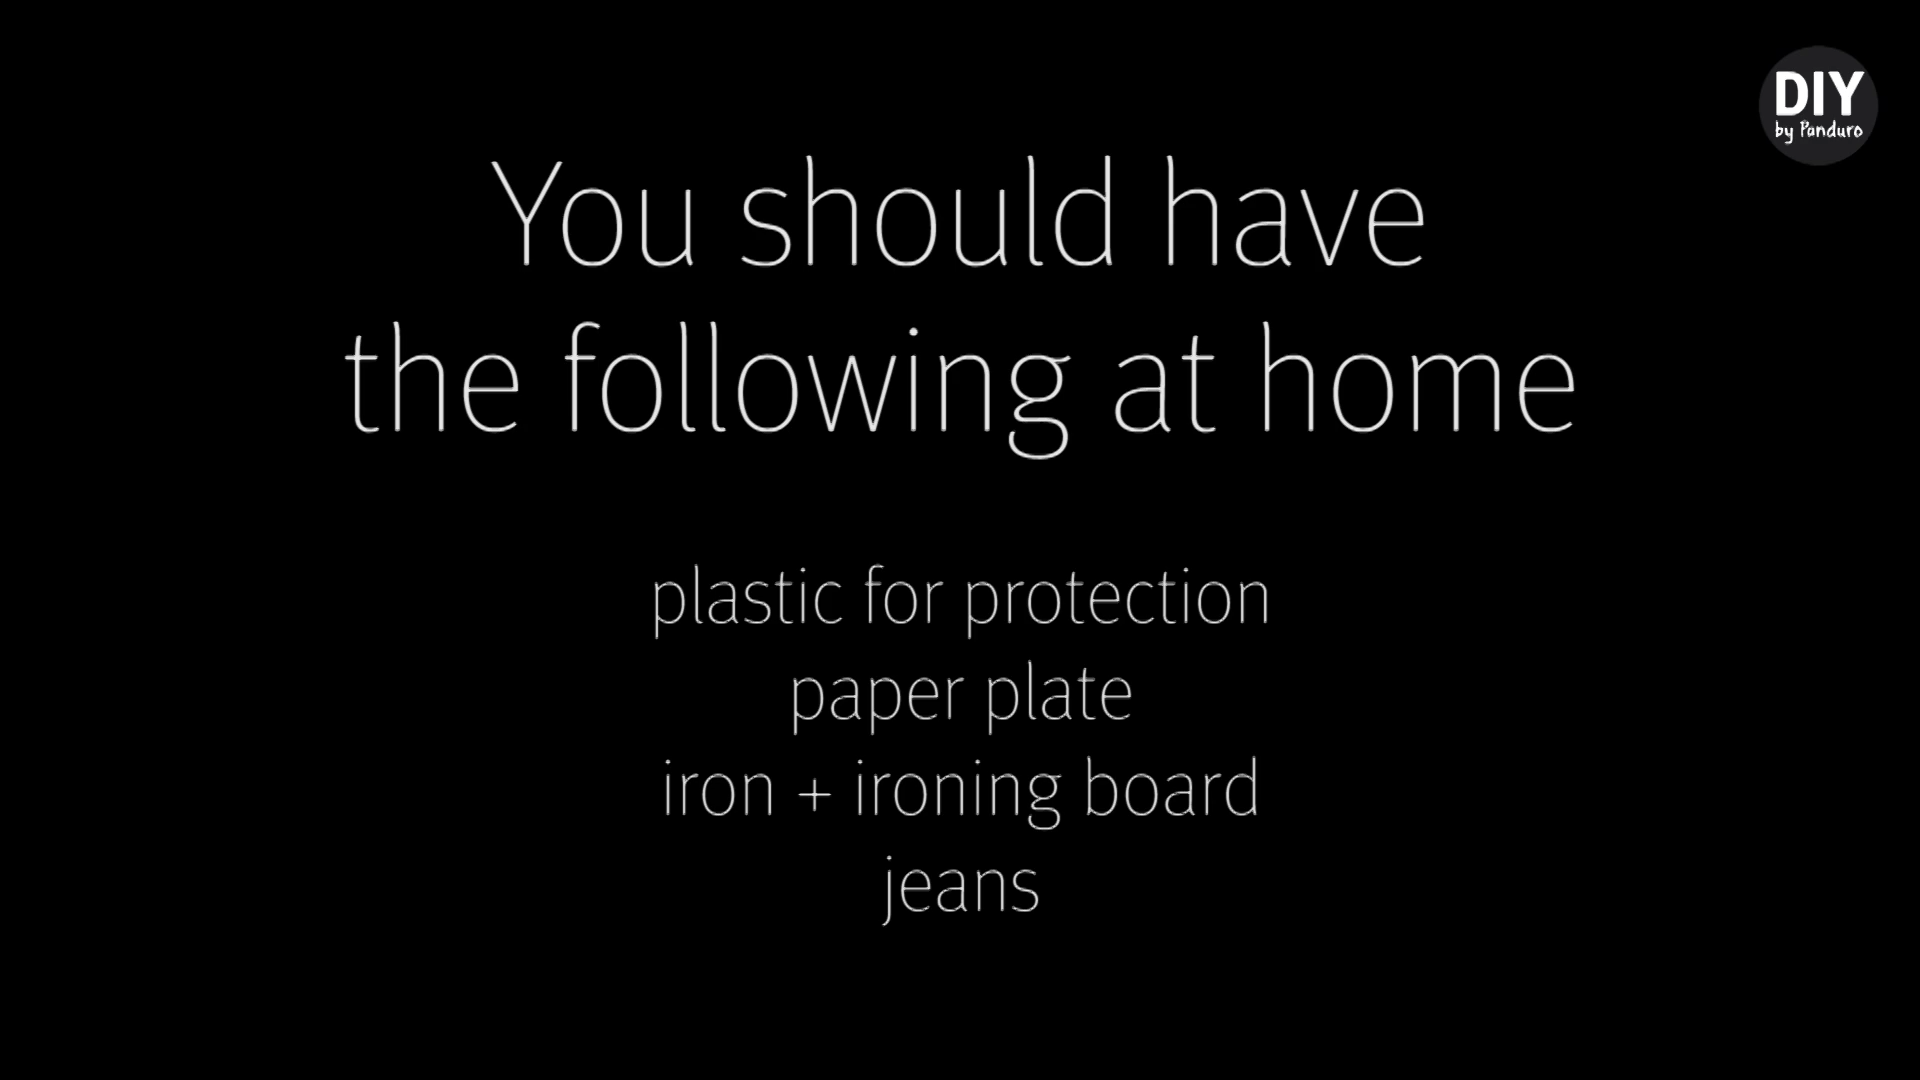 DIY
by Panduro
You should have
the following at home
plastic for protection
paper plate
iron + ironing board
jeans